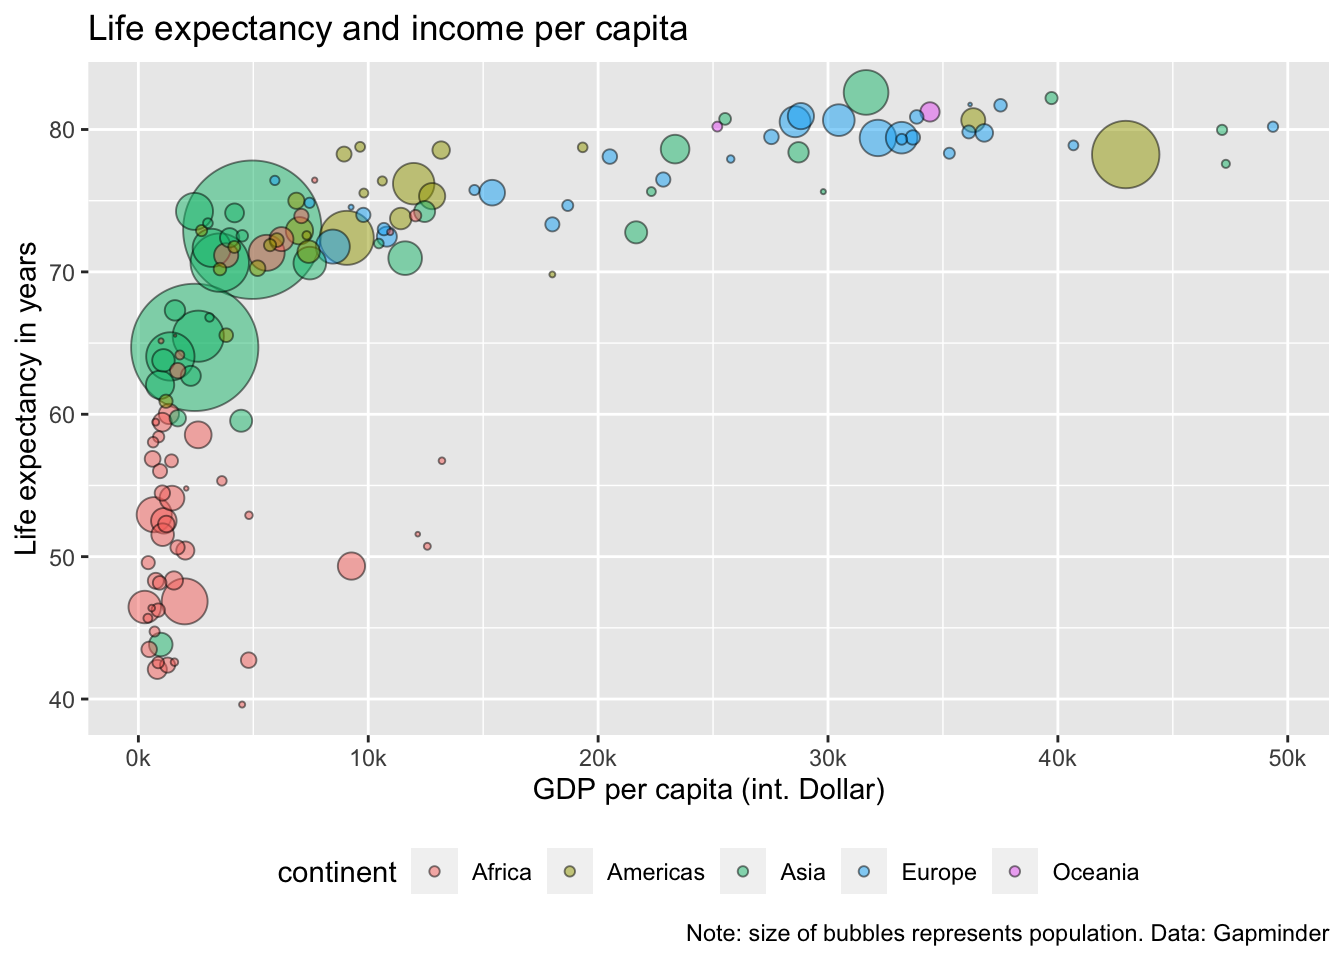 Life expectancy and income per capita
Life expectancy in years
80
70
60
50
40
0k 10k 20k 30k 40k 50k
GDP per capita (int. Dollar)
continent Africa Americas Asia Europe Oceania
Note: size of bubbles represents population. Data: Gapminder